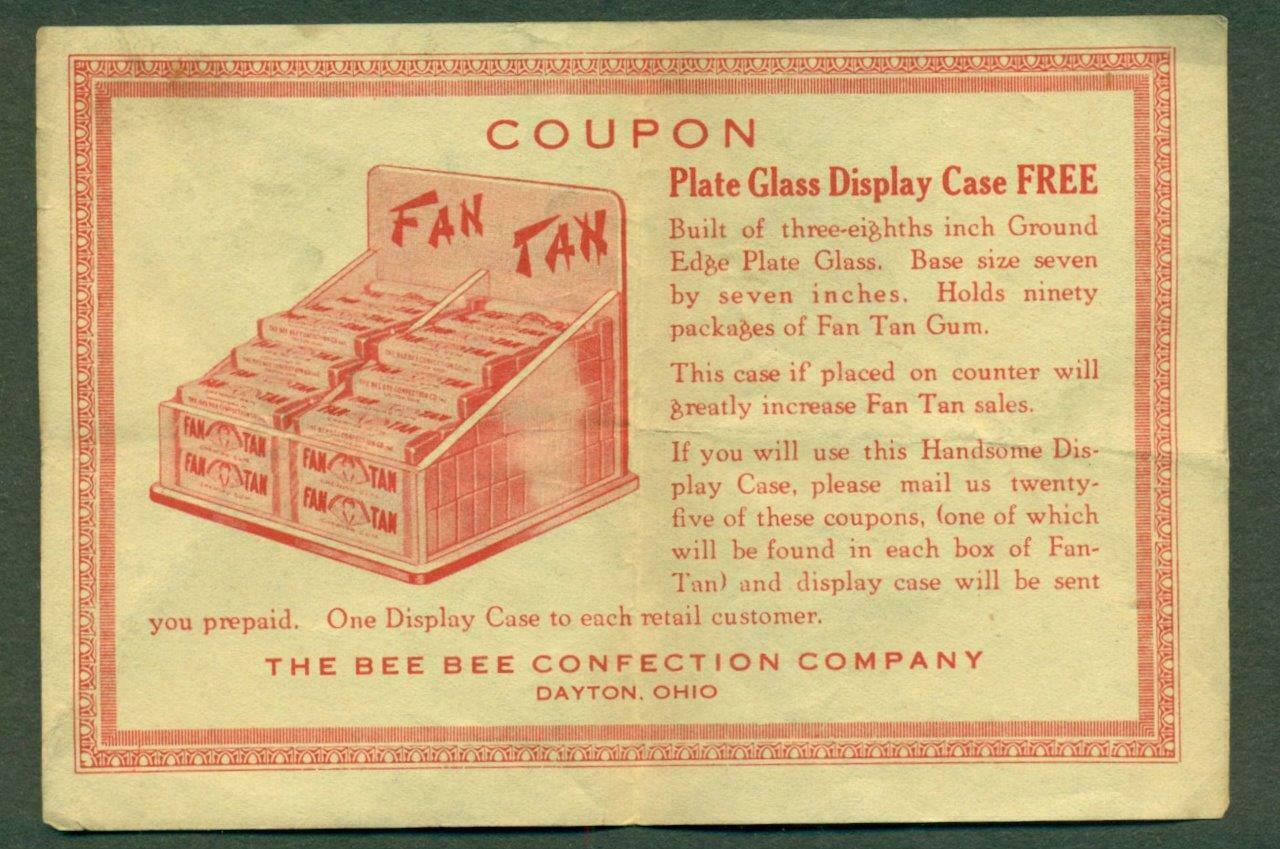 COUPON
FAN TAN
Plate Glass Display Case FREE
Built of three-eighths inch Ground
Edge Plate Glass. Base size seven
by seven inches. Holds ninety
packages of Fan Tan Gum.
This case if placed on counter will
greatly increase Fan Tan sales.
If you will use this Handsome Dis-
play Case, please mail us twenty-
five of these coupons, (one of which
will be found in each box of Fan-
Tan) and display case will be sent
you prepaid. One Display Case to each retail customer.
FAN TAN
FAN TAN
FAN TAN
CHEWING GUM
FAN TAN
CHEWING GUM
THE BEE BEE CONFECTION COMPANY
DAYTON, OHIO